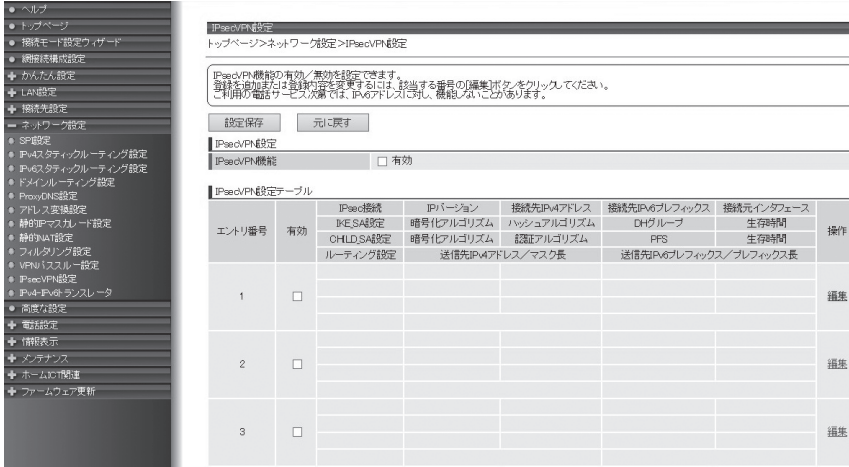 ヘルプ
トップページ
接続モード設定ウィザード
網接続構成設定
かんたん設定
LAN設定
接続先設定
ネットワーク設定
SPI設定
IPv4スタティックルーティング設定
IPv6スタティックルーティング設定
ドメインルーティング設定
ProxyDNS設定
アドレス変換設定
静的IPマスカレード設定
静的NAT設定
フィルタリング設定
VPNパススルー設定
IPsecVPN設定
IPv4-IPv6トランスレータ
高度な設定
電話設定
情報表示
メンテナンス
ホームICT関連
ファームウェア更新
IPsecVPN設定
トップページ>ネットワーク設定>IPsecVPN設定
IPsecVPN機能の有効/無効を設定できます。
登録を追加または登録内容を変更するには、該当する番号の[編集]ボタンをクリックしてください。
ご利用の電話サービス次第では、IPv6アドレスに対し、機能しないことがあります。
設定保存 元に戻す
IPsecVPN設定
IPsecVPN機能 有効
IPsecVPN設定テーブル
エントリ番号 有効 操作
IPsec接続 IPバージョン 接続先IPv4アドレス 接続先IPv6プレフィックス 接続元インタフェース
IKE_SA設定 暗号化アルゴリズム ハッシュアルゴリズム DHグループ 生存時間
CHILD_SA設定 暗号化アルゴリズム 認証アルゴリズム PFS 生存時間
ルーティング設定 送信先IPv4アドレス/マスク長 送信先IPv6プレフィックス/プレフィックス長
1 編集
2 編集
3 編集